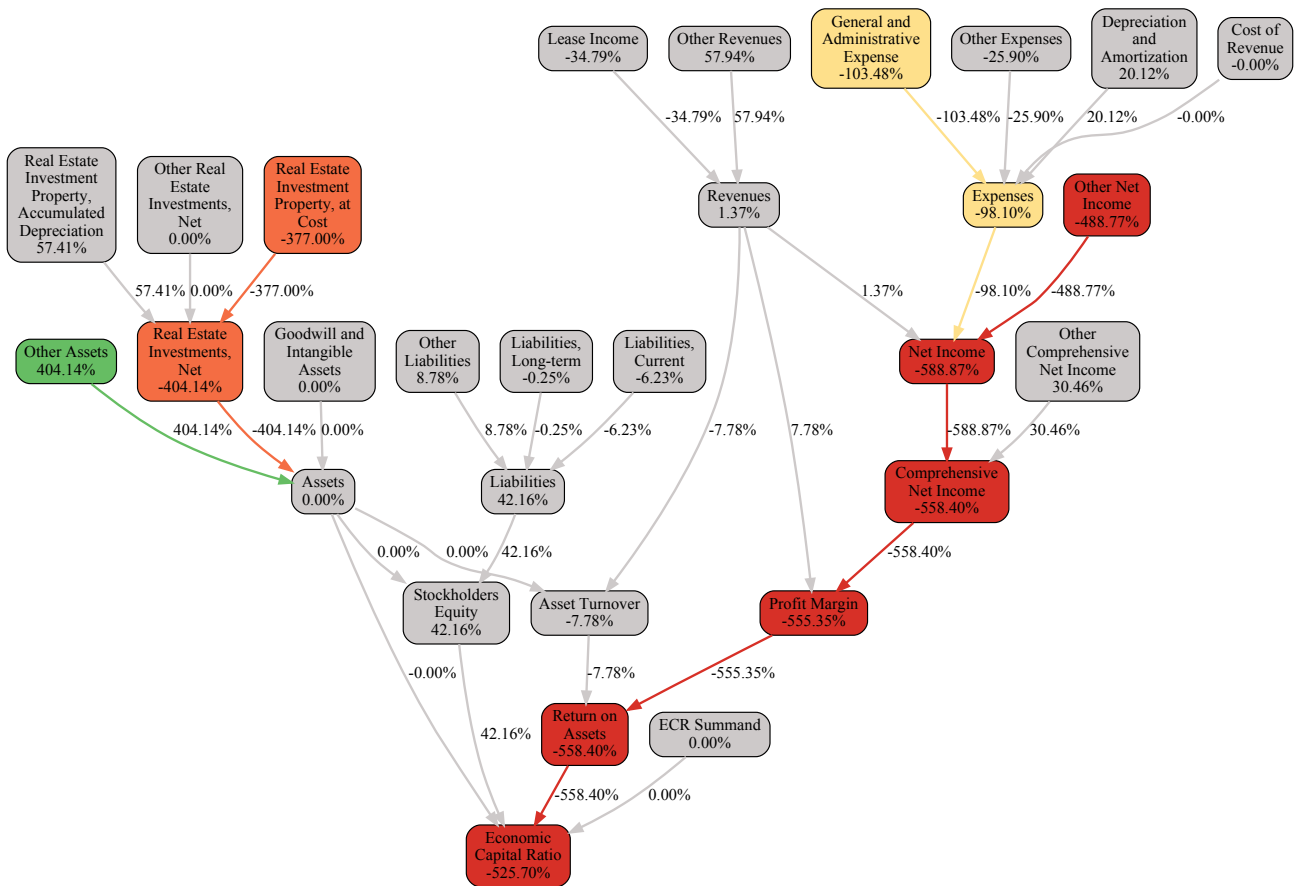 Lease Income
-34.79%
Other Revenues
57.94%
General and
Administrative
Expense
-103.48%
Other Expenses
-25.90%
Depreciation
and
Amortization
20.12%
Cost of
Revenue
-0.00%
-34.79%
57.94%
-103.48%
-25.90%
20.12%
-0.00%
Real Estate
Investment
Property,
Accumulated
Depreciation
57.41%
Other Real
Estate
Investments,
Net
0.00%
Real Estate
Investment
Property, at
Cost
-377.00%
Revenues
1.37%
Expenses
-98.10%
Other Net
Income
-488.77%
57.41%
0.00%
-377.00%
1.37%
-98.10%
-488.77%
Other Assets
404.14%
Real Estate
Investments,
Net
-404.14%
Goodwill and
Intangible
Assets
0.00%
Other
Liabilities
8.78%
Liabilities,
Long-term
-0.25%
Liabilities,
Current
-6.23%
Net Income
-588.87%
Other
Comprehensive
Net Income
30.46%
404.14%
-404.14%
0.00%
8.78%
-0.25%
-6.23%
-7.78%
7.78%
-588.87%
30.46%
Assets
0.00%
Liabilities
42.16%
Comprehensive
Net Income
-558.40%
0.00%
0.00%
42.16%
-558.40%
Stockholders
Equity
42.16%
Asset Turnover
-7.78%
Profit Margin
-555.35%
-0.00%
-7.78%
-555.35%
42.16%
Return on
Assets
-558.40%
ECR Summand
0.00%
-558.40%
0.00%
Economic
Capital Ratio
-525.70%